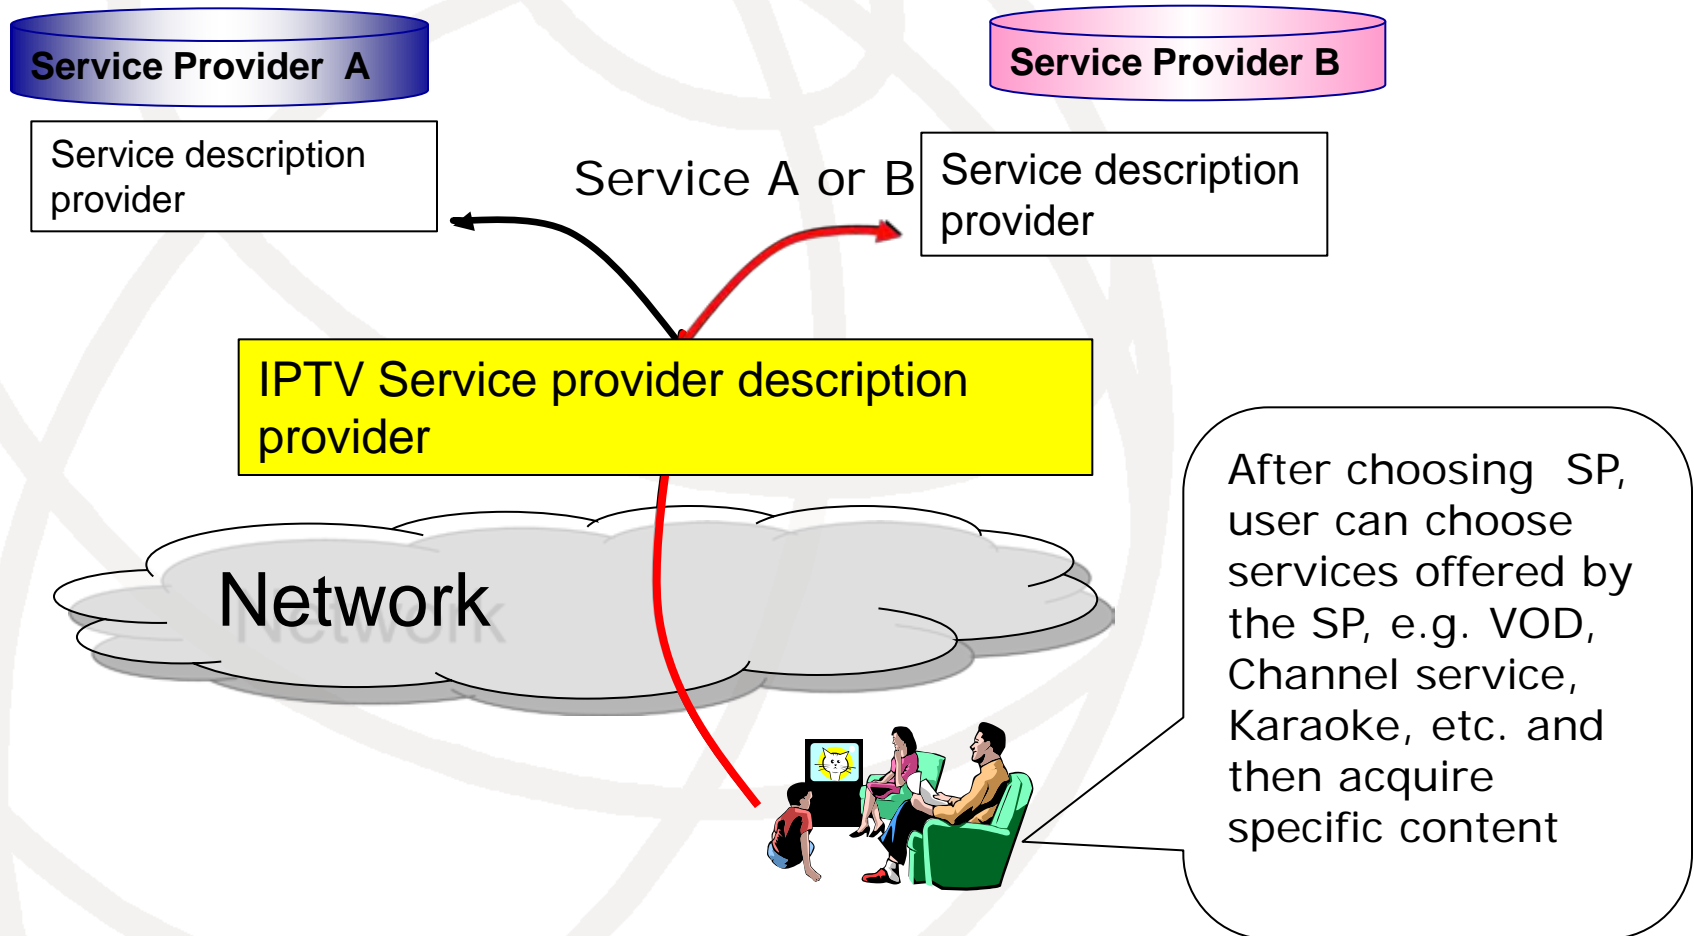 Service Provider  A
Service Provider B
Service description
provider
Service A or B
Service description
provider
IPTV Service provider description
provider
Network
After choosing  SP,
user can choose
services offered by
the SP, e.g. VOD,
Channel service,
Karaoke, etc. and
then acquire
specific content